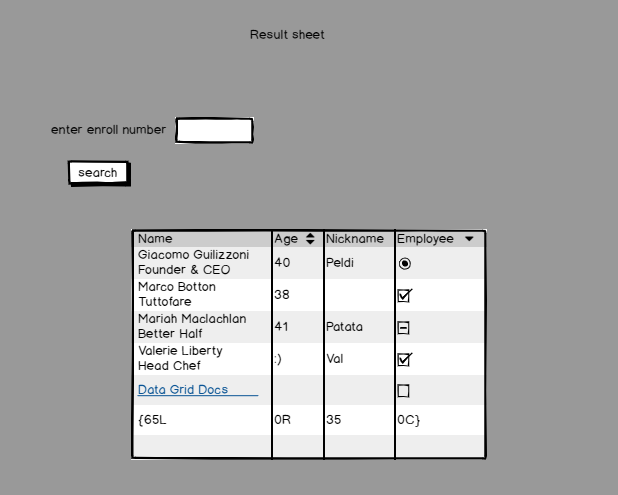 Result sheet
enter enroll number
search
Name Age Nickname Employee
Giacomo Guilizzoni
Founder & CEO
40 Peldi
Marco Botton
Tuttofare
38
Mariah Maclachlan
Better Half
41 Patata
Valerie Liberty
Head Chef
:) Val
Data Grid Docs
{65L 0R 35 0C}